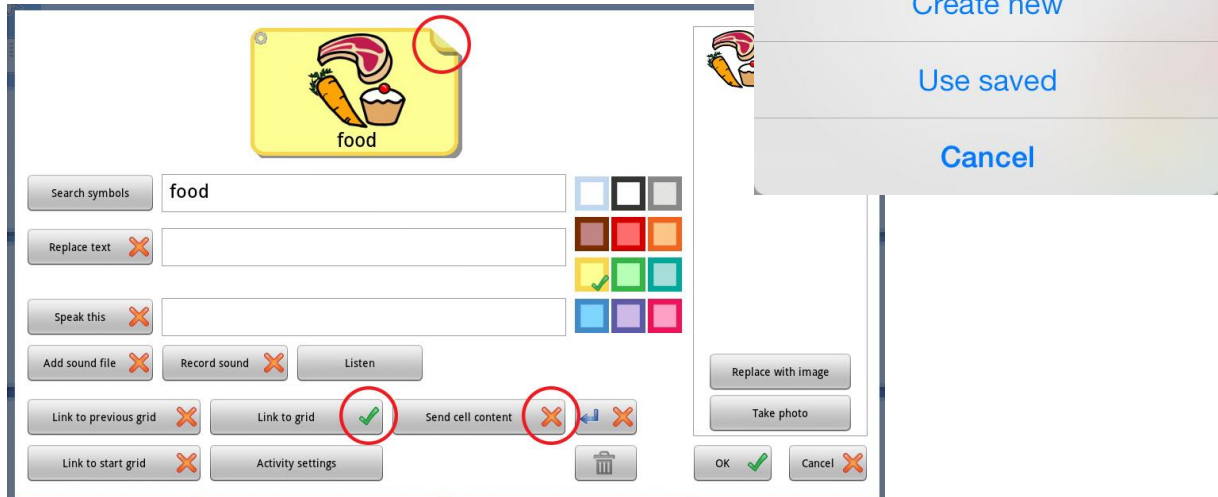 Create new
Use saved
Cancel
food
Search symbols food
Replace text
Speak this
Add sound file Record sound Listen
Replace with image
Take photo
Link to previous grid Link to grid Send cell content
Link to start grid Activity settings OK Cancel